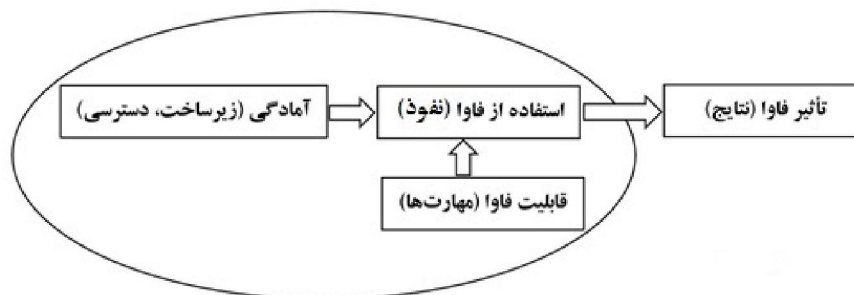 آمادگی (زیرساخت، دسترسی)
استفاده از فاوا (نفوذ)
تأثیر فاوا (نتایج)
قابلیت فاوا (مهارت‌ها)